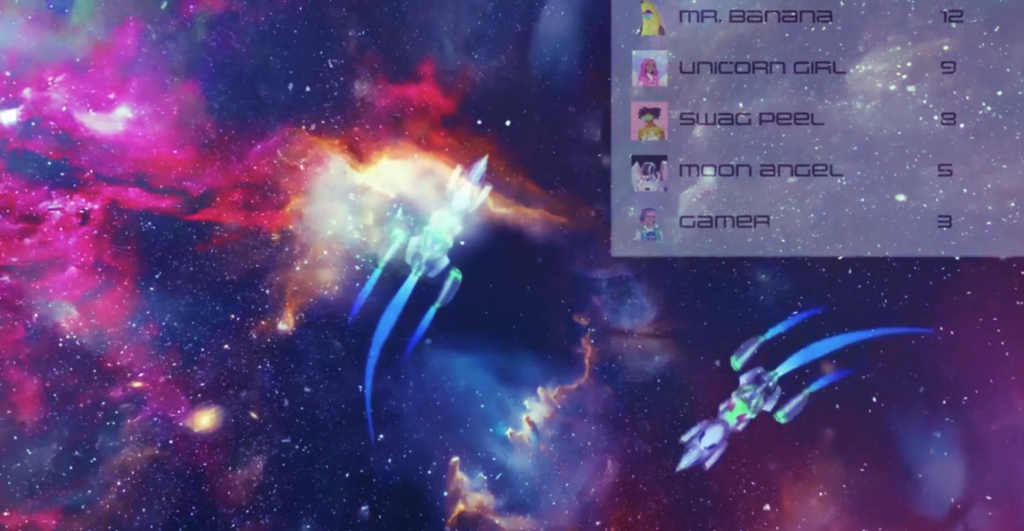 MR. BANANA 12
UNICORN GIRL 9
SWAG PEEL 8
MOON ANGEL 5
GAMER 3